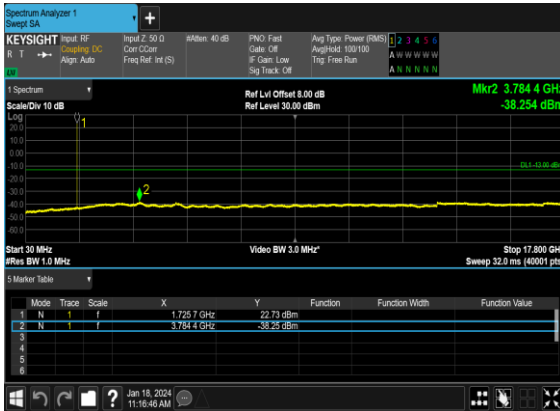 Spectrum Analyzer 1
Swept SA
+
KEYSIGHT Input: RF Input Z: 50 Ω #Atten: 40 dB PNO: Fast Avg Type: Power (RMS) 1 2 3 4 5 6
R T Coupling: DC Corr CCorr Gate: Off Avg|Hold: 100/100 A W W W W W
Align: Auto Freq Ref: Int (S) IF Gain: Low Trig: Free Run
Sig Track: Off A N N N N N
1 Spectrum Ref Lvl Offset 8.00 dB Mkr2 3.784 4 GHz
Scale/Div 10 dB Ref Level 30.00 dBm -38.254 dBm
Log
20.0
10.0
0.00
-10.0
-20.0
-30.0
-40.0
-50.0
-60.0
1
2
DL1 -13.00 dBm
Start 30 MHz Video BW 3.0 MHz* Stop 17.800 GHz
#Res BW 1.0 MHz Sweep 32.0 ms (40001 pts)
5 Marker Table
Mode Trace Scale X Y Function Function Width Function Value
1 N 1 f 1.725 7 GHz 22.73 dBm
2 N 1 f 3.784 4 GHz -38.25 dBm
3
4
5
6
? Jan 18, 2024
11:16:46 AM